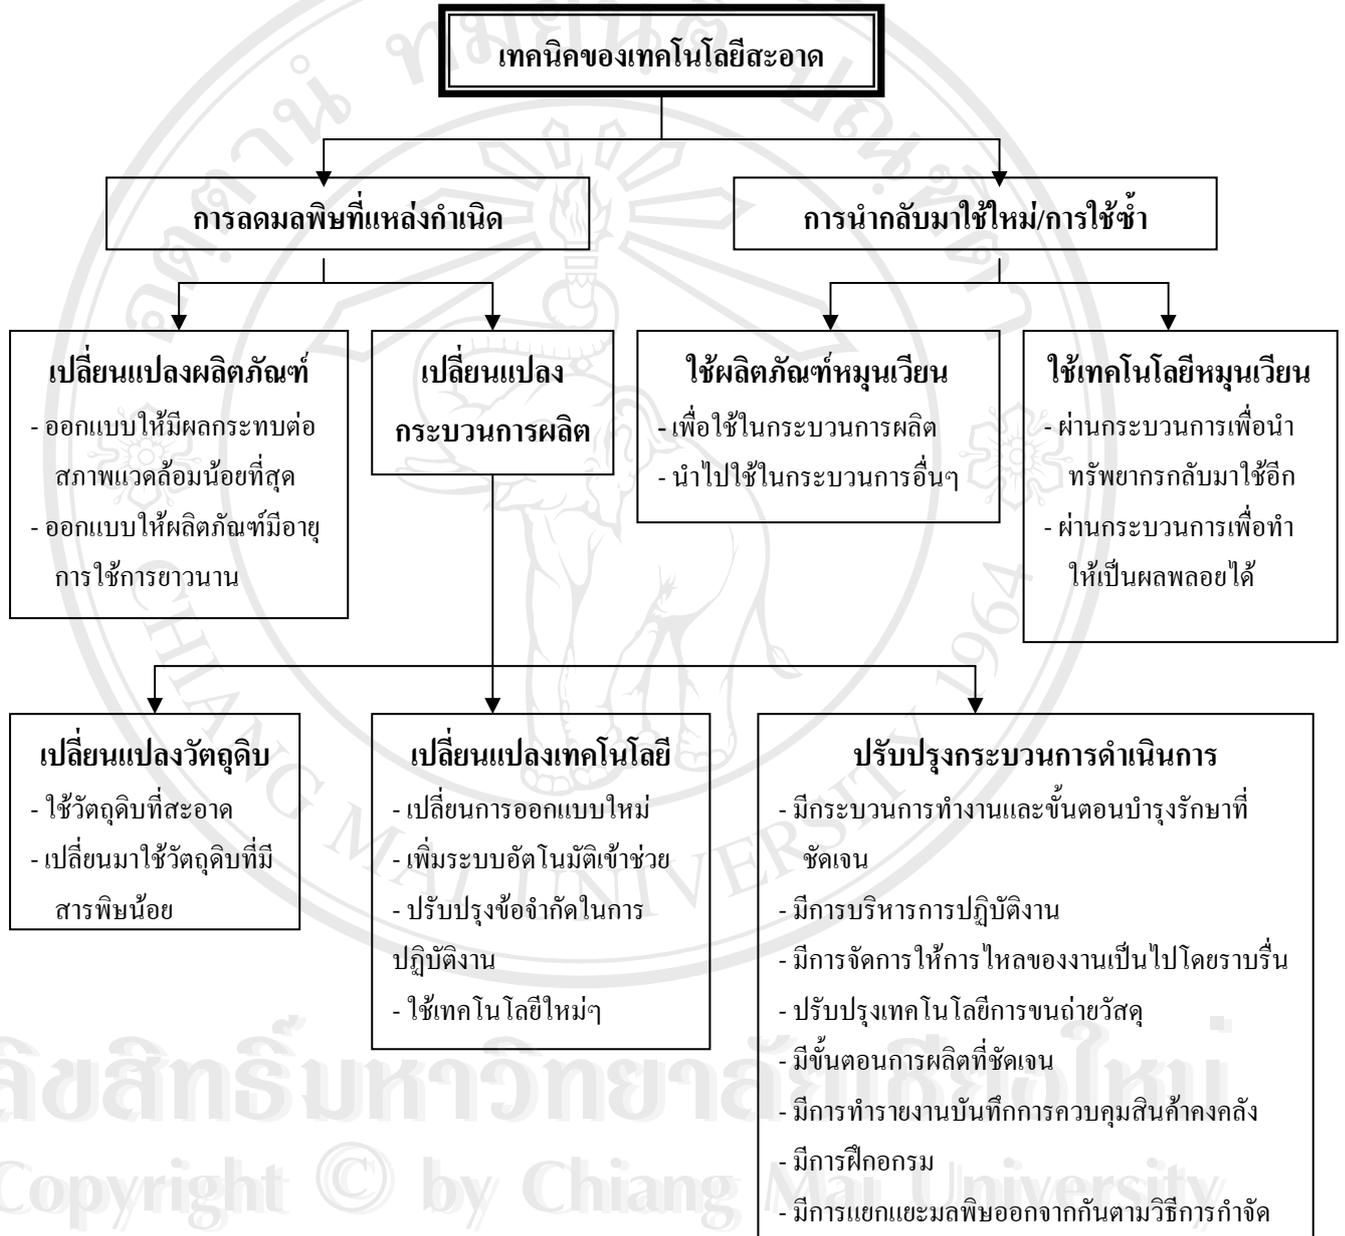 เทคนิคของเทคโนโลยีสะอาด
การลดมลพิษที่แหล่งกำเนิด
การนำกลับมาใช้ใหม่/การใช้ซ้ำ
เปลี่ยนแปลงผลิตภัณฑ์
- ออกแบบให้มีผลกระทบต่อ
สภาพแวดล้อมน้อยที่สุด
- ออกแบบให้ผลิตภัณฑ์มีอายุ
การใช้การยาวนาน
เปลี่ยนแปลง
กระบวนการผลิต
ใช้ผลิตภัณฑ์หมุนเวียน
- เพื่อใช้ในกระบวนการผลิต
- นำไปใช้ในกระบวนการอื่นๆ
ใช้เทคโนโลยีหมุนเวียน
- ผ่านกระบวนการเพื่อนำ
ทรัพยากรกลับมาใช้อีก
- ผ่านกระบวนการเพื่อทำ
ให้เป็นผลพลอยได้
เปลี่ยนแปลงวัตถุดิบ
- ใช้วัตถุดิบที่สะอาด
- เปลี่ยนมาใช้วัตถุดิบที่มี
สารพิษน้อย
เปลี่ยนแปลงเทคโนโลยี
- เปลี่ยนการออกแบบใหม่
- เพิ่มระบบอัตโนมัติเข้าช่วย
- ปรับปรุงข้อจำกัดในการ
ปฏิบัติงาน
- ใช้เทคโนโลยีใหม่ๆ
ปรับปรุงกระบวนการดำเนินการ
- มีกระบวนการทำงานและขั้นตอนบำรุงรักษาที่
ชัดเจน
- มีการบริหารการปฏิบัติงาน
- มีการจัดการให้การไหลของงานเป็นไปโดยราบรื่น
- ปรับปรุงเทคโนโลยีการขนถ่ายวัสดุ
- มีขั้นตอนการผลิตที่ชัดเจน
- มีการทำรายงานบันทึกการควบคุมสินค้าคงคลัง
- มีการฝึกอกรม
- มีการแยกแยะมลพิษออกจากกันตามวิธีการกำจัด
CHIANG MAI UNIVERSITY 1964
ลิขสิทธิ์มหาวิทยาลัยเชียงใหม่
Copyright © by Chiang Mai University